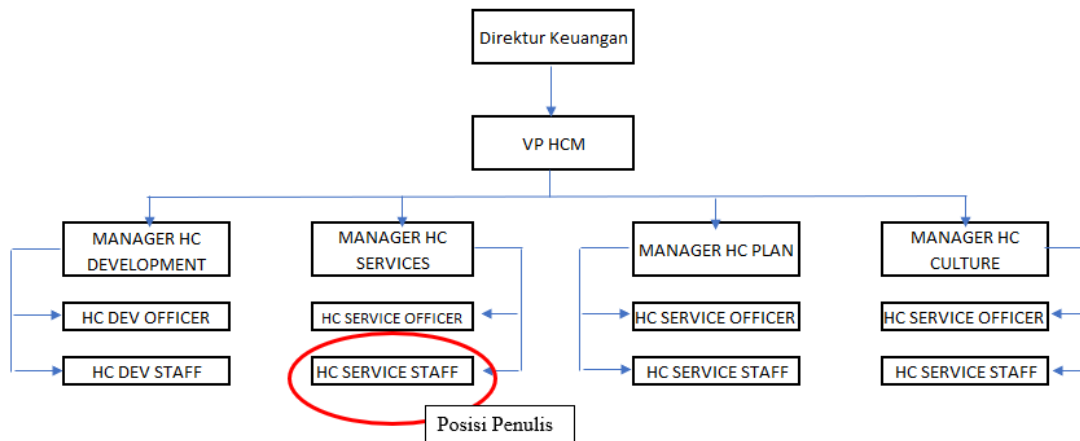 Direktur Keuangan
VP HCM
MANAGER HC
DEVELOPMENT
MANAGER HC
SERVICES
MANAGER HC PLAN
MANAGER HC
CULTURE
HC DEV OFFICER
HC SERVICE OFFICER
HC SERVICE OFFICER
HC SERVICE OFFICER
HC DEV STAFF
HC SERVICE STAFF
HC SERVICE STAFF
HC SERVICE STAFF
Posisi Penulis